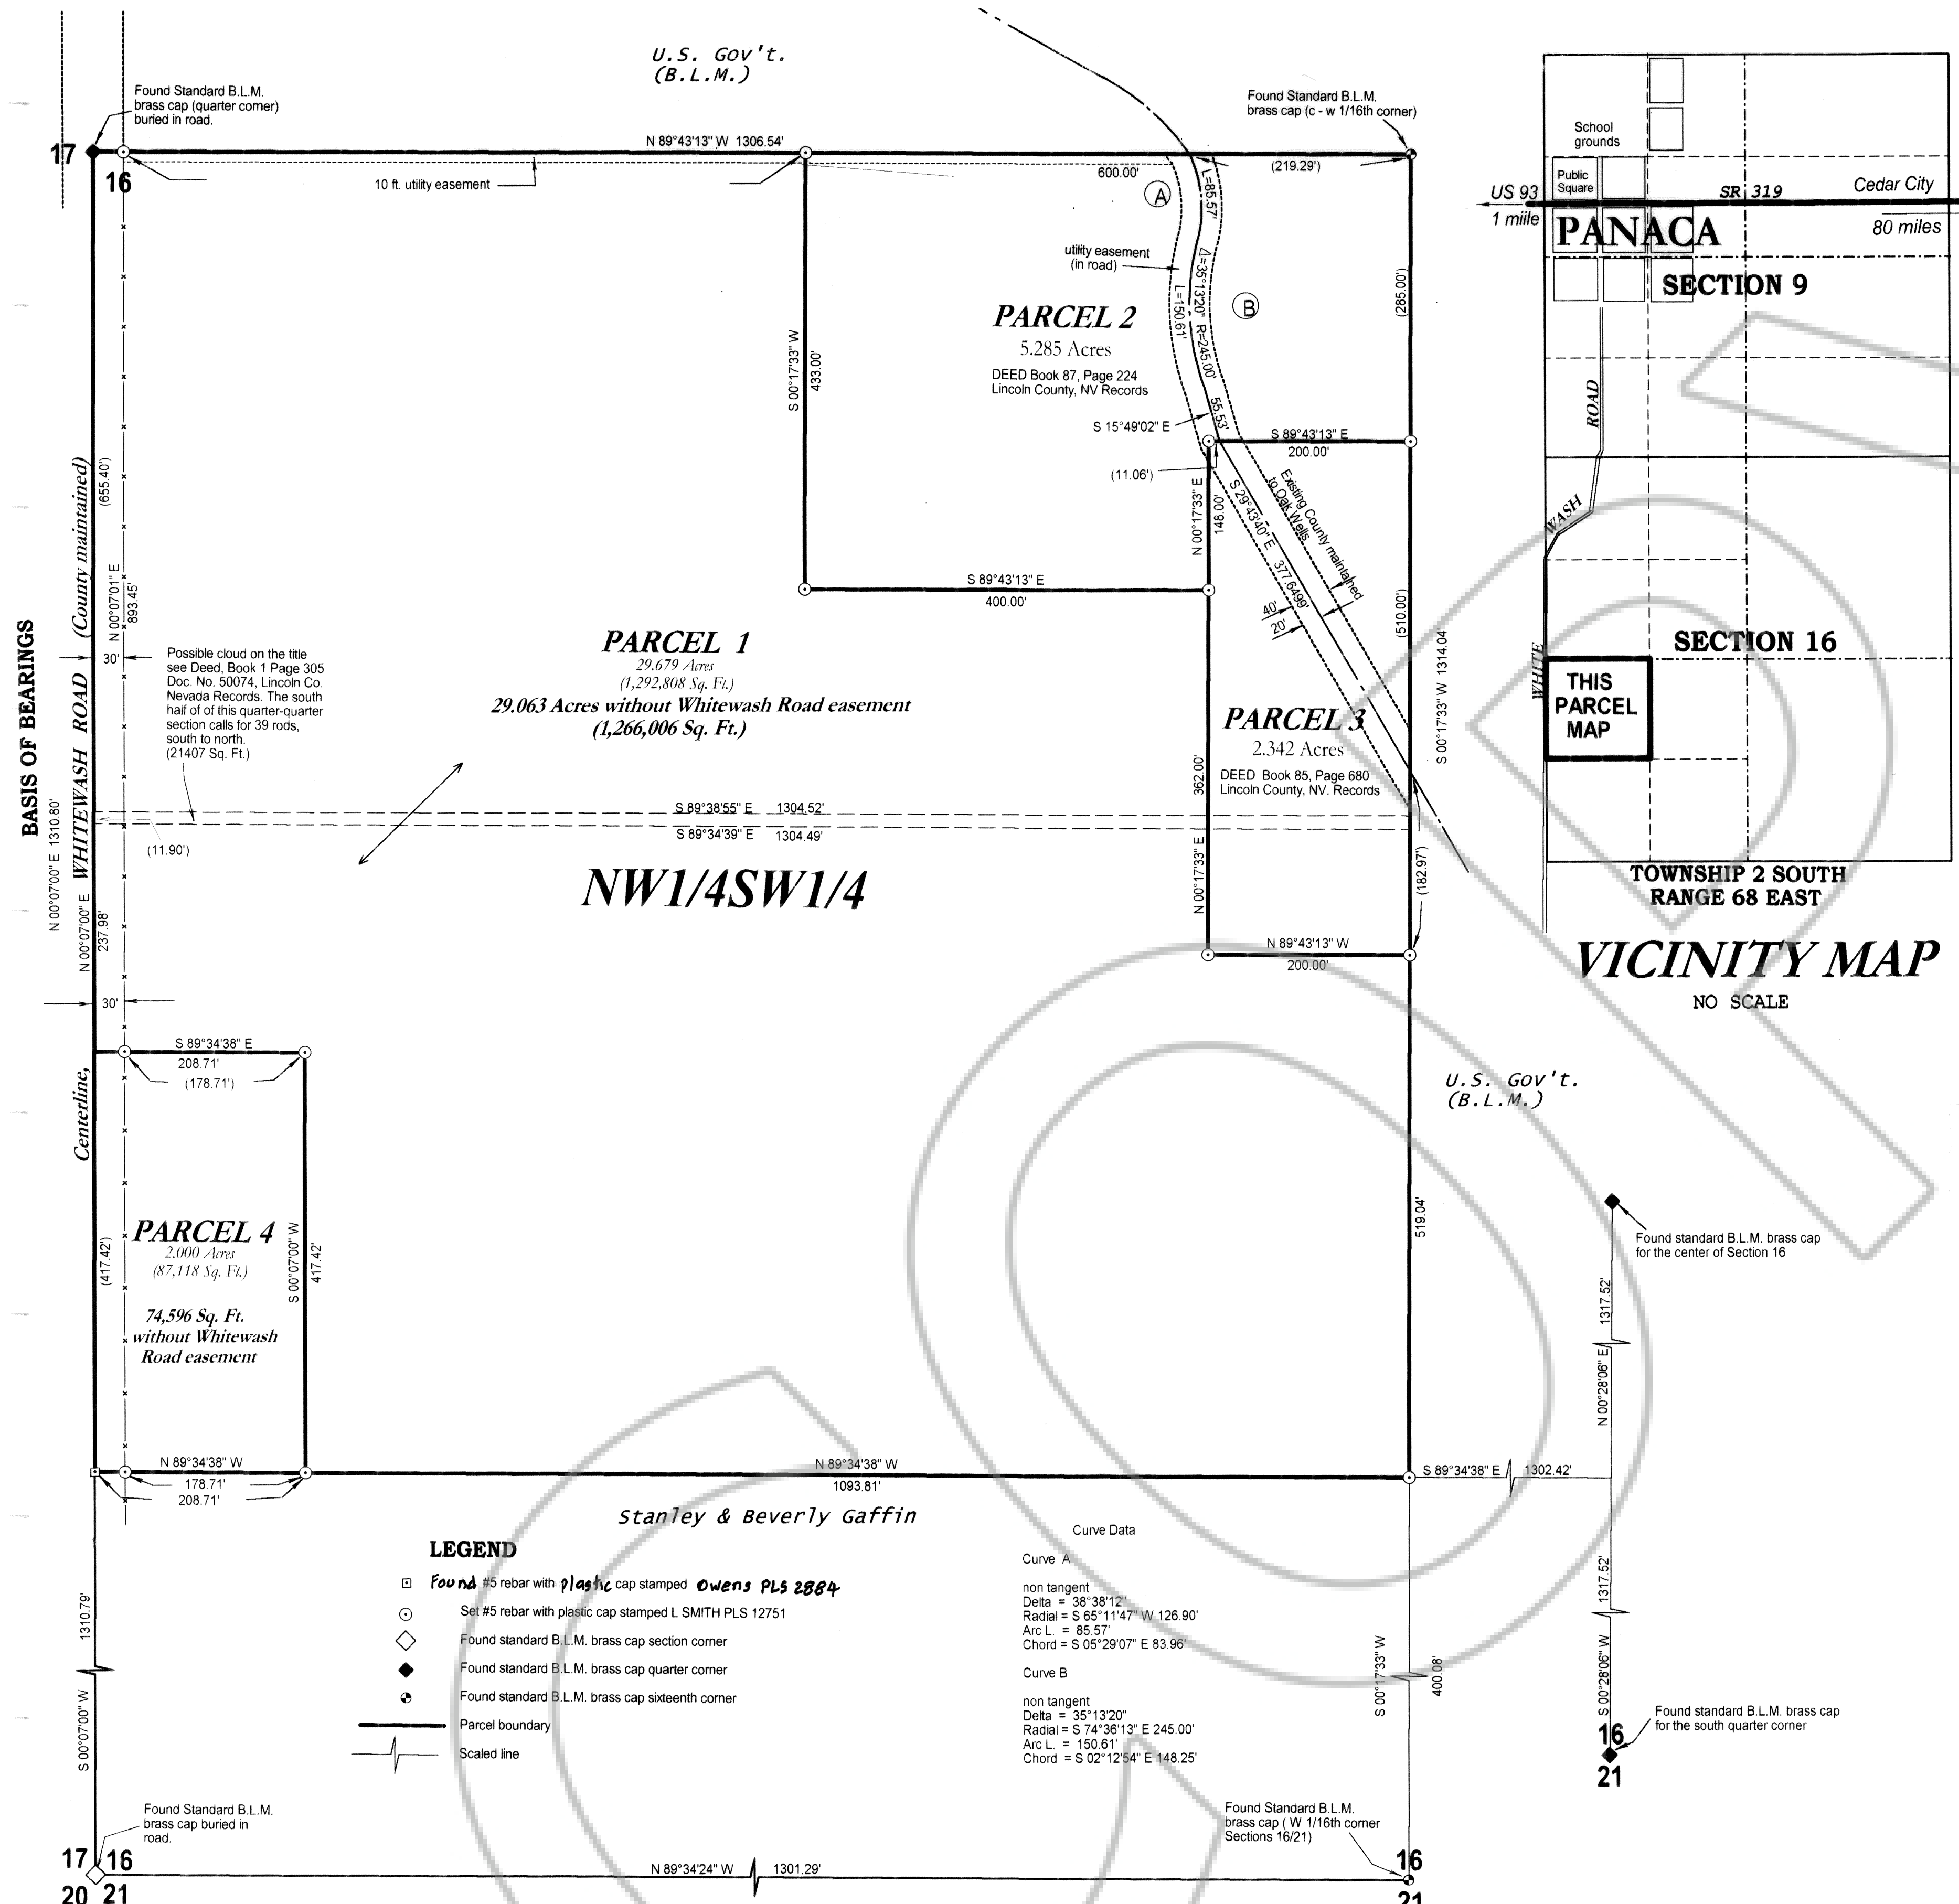 U.S. Gov't.
(B.L.M.)
Found Standard B.L.M.
brass cap (quarter corner)
buried in road.
Found Standard B.L.M.
brass cap (c - w 1/16th corner)
17
16
N 89°43'13" W 1306.54'
10 ft. utility easement
600.00'
(219.29')
A
L=85.57'
utility easement
(in road)
B
L=150.61'
Δ=35°13'20" R=245.00'
55.53'
(285.00')
S 00°17'33" W
433.00'
PARCEL 2
5.285 Acres
DEED Book 87, Page 224
Lincoln County, NV Records
S 15°49'02" E
S 89°43'13" E
200.00'
(11.06')
N 00°17'33" E
148.00'
S 29°43'40" E 377.6499'
Existing County maintained
to Oak Wells
40'
20'
S 89°43'13" E
400.00'
(510.00')
S 00°17'33" W 1314.04'
BASIS OF BEARINGS
N 00°07'00" E 1310.80'
Centerline, WHITEWASH ROAD (County maintained)
(655.40')
N 00°07'01" E
893.45'
30'
Possible cloud on the title
see Deed, Book 1 Page 305
Doc. No. 50074, Lincoln Co.
Nevada Records. The south
half of of this quarter-quarter
section calls for 39 rods,
south to north.
(21407 Sq. Ft.)
PARCEL 1
29.679 Acres
(1,292,808 Sq. Ft.)
29.063 Acres without Whitewash Road easement
(1,266,006 Sq. Ft.)
PARCEL 3
2.342 Acres
DEED Book 85, Page 680
Lincoln County, NV. Records
362.00'
N 00°17'33" E
S 89°38'55" E 1304.52'
S 89°34'39" E 1304.49'
(11.90')
(182.97')
NW1/4SW1/4
N 00°07'00" E
237.98'
30'
N 89°43'13" W
200.00'
S 89°34'38" E
208.71'
(178.71')
U.S. Gov't.
(B.L.M.)
PARCEL 4
2.000 Acres
(87,118 Sq. Ft.)
74,596 Sq. Ft.
without Whitewash
Road easement
(417.42')
S 00°07'00" W
417.42'
519.04'
N 89°34'38" W
178.71'
208.71'
N 89°34'38" W
1093.81'
S 89°34'38" E 1302.42'
Stanley & Beverly Gaffin
LEGEND
Found #5 rebar with plastic cap stamped Owens PLS 2884
Set #5 rebar with plastic cap stamped L SMITH PLS 12751
Found standard B.L.M. brass cap section corner
Found standard B.L.M. brass cap quarter corner
Found standard B.L.M. brass cap sixteenth corner
Parcel boundary
Scaled line
Curve Data
Curve A
non tangent
Delta = 38°38'12"
Radial = S 65°11'47" W 126.90'
Arc L. = 85.57'
Chord = S 05°29'07" E 83.96'
Curve B
non tangent
Delta = 35°13'20"
Radial = S 74°36'13" E 245.00'
Arc L. = 150.61'
Chord = S 02°12'54" E 148.25'
1310.79'
S 00°07'00" W
S 00°17'33" W
400.08'
Found Standard B.L.M.
brass cap buried in
road.
17 16
20 21
N 89°34'24" W 1301.29'
Found Standard B.L.M.
brass cap ( W 1/16th corner
Sections 16/21)
16
21
Found standard B.L.M. brass cap
for the center of Section 16
1317.52'
N 00°28'06" E
1317.52'
S 00°28'06" W
Found standard B.L.M. brass cap
for the south quarter corner
16
21
School
grounds
Public
Square
US 93
1 miile
SR 319
Cedar City
80 miles
PANACA
SECTION 9
ROAD
WASH
WHITE
SECTION 16
THIS
PARCEL
MAP
TOWNSHIP 2 SOUTH
RANGE 68 EAST
VICINITY MAP
NO SCALE